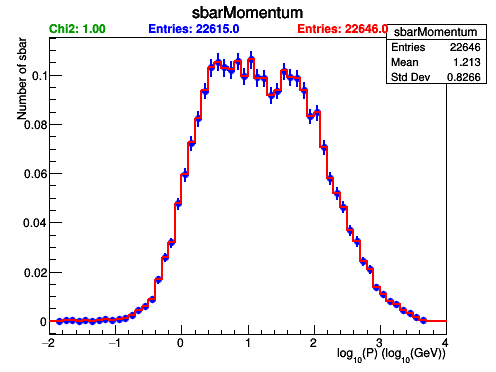 sbarMomentum
Chi2: 1.00 Entries: 22615.0 Entries: 22646.0
sbarMomentum
Entries 22646
Mean 1.213
Std Dev 0.8266
Number of sbar
0.1
0.08
0.06
0.04
0.02
0
−2 −1 0 1 2 3 4
log10(P) (log10(GeV))